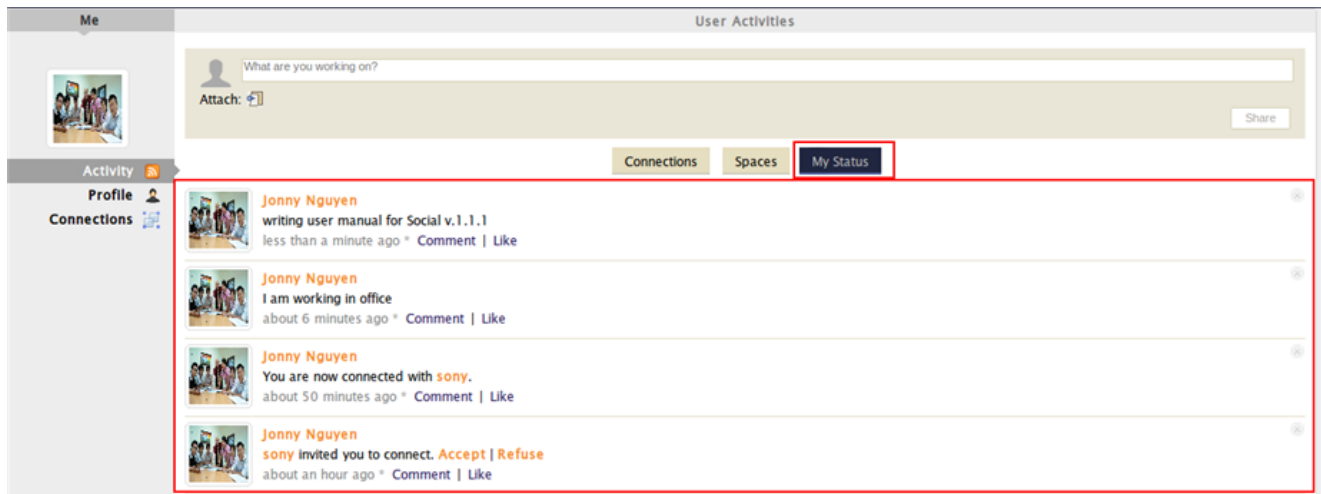 Me
User Activities
What are you working on?
Attach:
Share
Connections
Spaces
My Status
Activity
Profile
Connections
Jonny Nguyen
writing user manual for Social v.1.1.1
less than a minute ago * Comment | Like
Jonny Nguyen
I am working in office
about 6 minutes ago * Comment | Like
Jonny Nguyen
You are now connected with sony.
about 50 minutes ago * Comment | Like
Jonny Nguyen
sony invited you to connect. Accept | Refuse
about an hour ago * Comment | Like